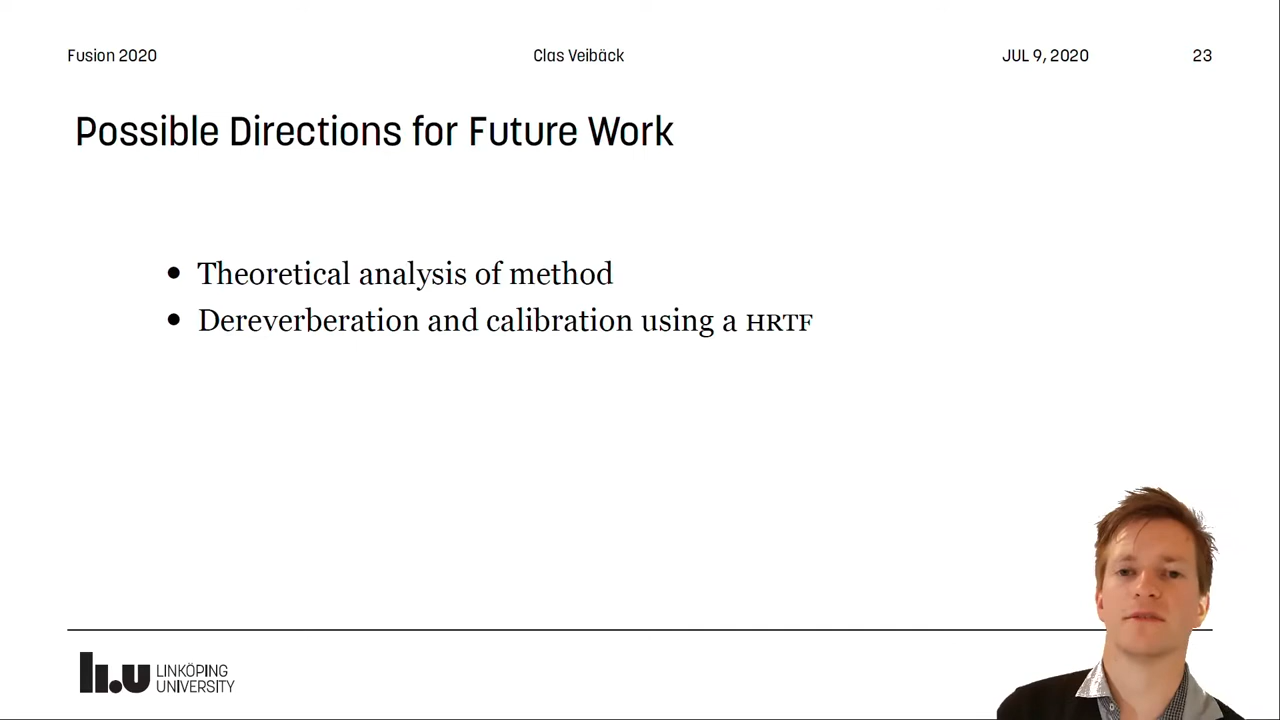 Fusion 2020 Clas Veibäck JUL 9, 2020 23
Possible Directions for Future Work
• Theoretical analysis of method
• Dereverberation and calibration using a HRTF
li.u LINKÖPING
UNIVERSITY